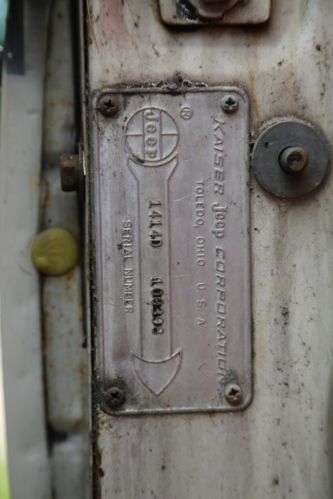 KAISER Jeep CORPORATION
TOLEDO, OHIO U.S.A
Jeep ®
1414D
SERIAL NUMBER